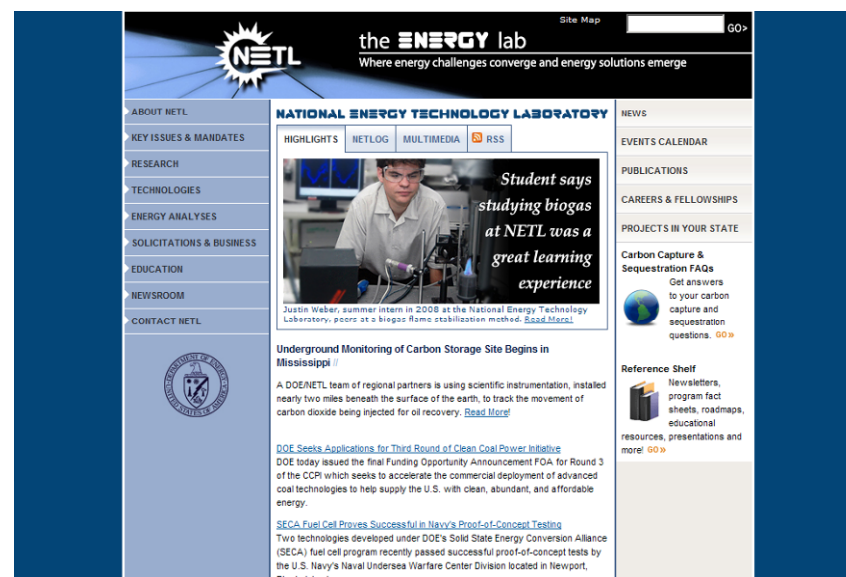 Site Map
GO>
NETL
the ENERGY lab
Where energy challenges converge and energy solutions emerge
ABOUT NETL
KEY ISSUES & MANDATES
RESEARCH
TECHNOLOGIES
ENERGY ANALYSES
SOLICITATIONS & BUSINESS
EDUCATION
NEWSROOM
CONTACT NETL
NATIONAL ENERGY TECHNOLOGY LABORATORY
HIGHLIGHTS NETLOG MULTIMEDIA RSS
Student says
studying biogas
at NETL was a
great learning
experience
Justin Weber, summer intern in 2008 at the National Energy Technology
Laboratory, peers at a biogas flame stabilization method. Read More!
Underground Monitoring of Carbon Storage Site Begins in
Mississippi //
A DOE/NETL team of regional partners is using scientific instrumentation, installed
nearly two miles beneath the surface of the earth, to track the movement of
carbon dioxide being injected for oil recovery. Read More!
DOE Seeks Applications for Third Round of Clean Coal Power Initiative
DOE today issued the final Funding Opportunity Announcement FOA for Round 3
of the CCPI which seeks to accelerate the commercial deployment of advanced
coal technologies to help supply the U.S. with clean, abundant, and affordable
energy.
SECA Fuel Cell Proves Successful in Navy's Proof-of-Concept Testing
Two technologies developed under DOE's Solid State Energy Conversion Alliance
(SECA) fuel cell program recently passed successful proof-of-concept tests by
the U.S. Navy's Naval Undersea Warfare Center Division located in Newport,
NEWS
EVENTS CALENDAR
PUBLICATIONS
CAREERS & FELLOWSHIPS
PROJECTS IN YOUR STATE
Carbon Capture &
Sequestration FAQs
Get answers
to your carbon
capture and
sequestration
questions. GO »
Reference Shelf
Newsletters,
program fact
sheets, roadmaps,
educational
resources, presentations and
more! GO »